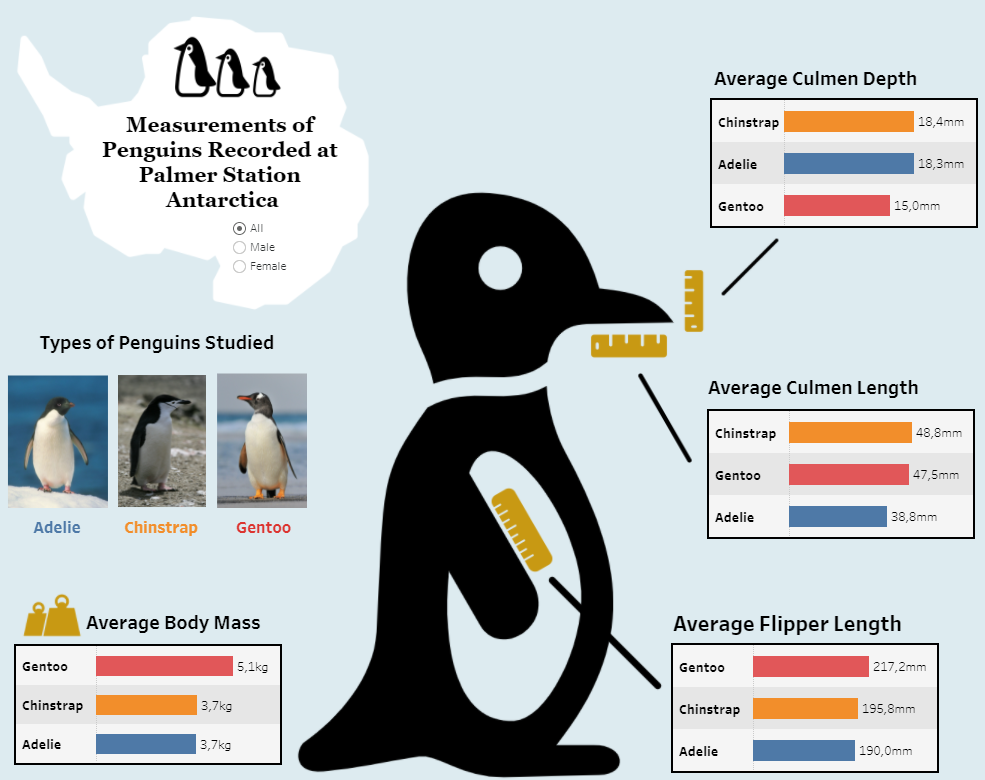 Measurements of
Penguins Recorded at
Palmer Station
Antarctica
All
Male
Female
Types of Penguins Studied
Adelie
Chinstrap
Gentoo
Average Body Mass
Gentoo 5,1kg
Chinstrap 3,7kg
Adelie 3,7kg
Average Culmen Depth
Chinstrap 18,4mm
Adelie 18,3mm
Gentoo 15,0mm
Average Culmen Length
Chinstrap 48,8mm
Gentoo 47,5mm
Adelie 38,8mm
Average Flipper Length
Gentoo 217,2mm
Chinstrap 195,8mm
Adelie 190,0mm